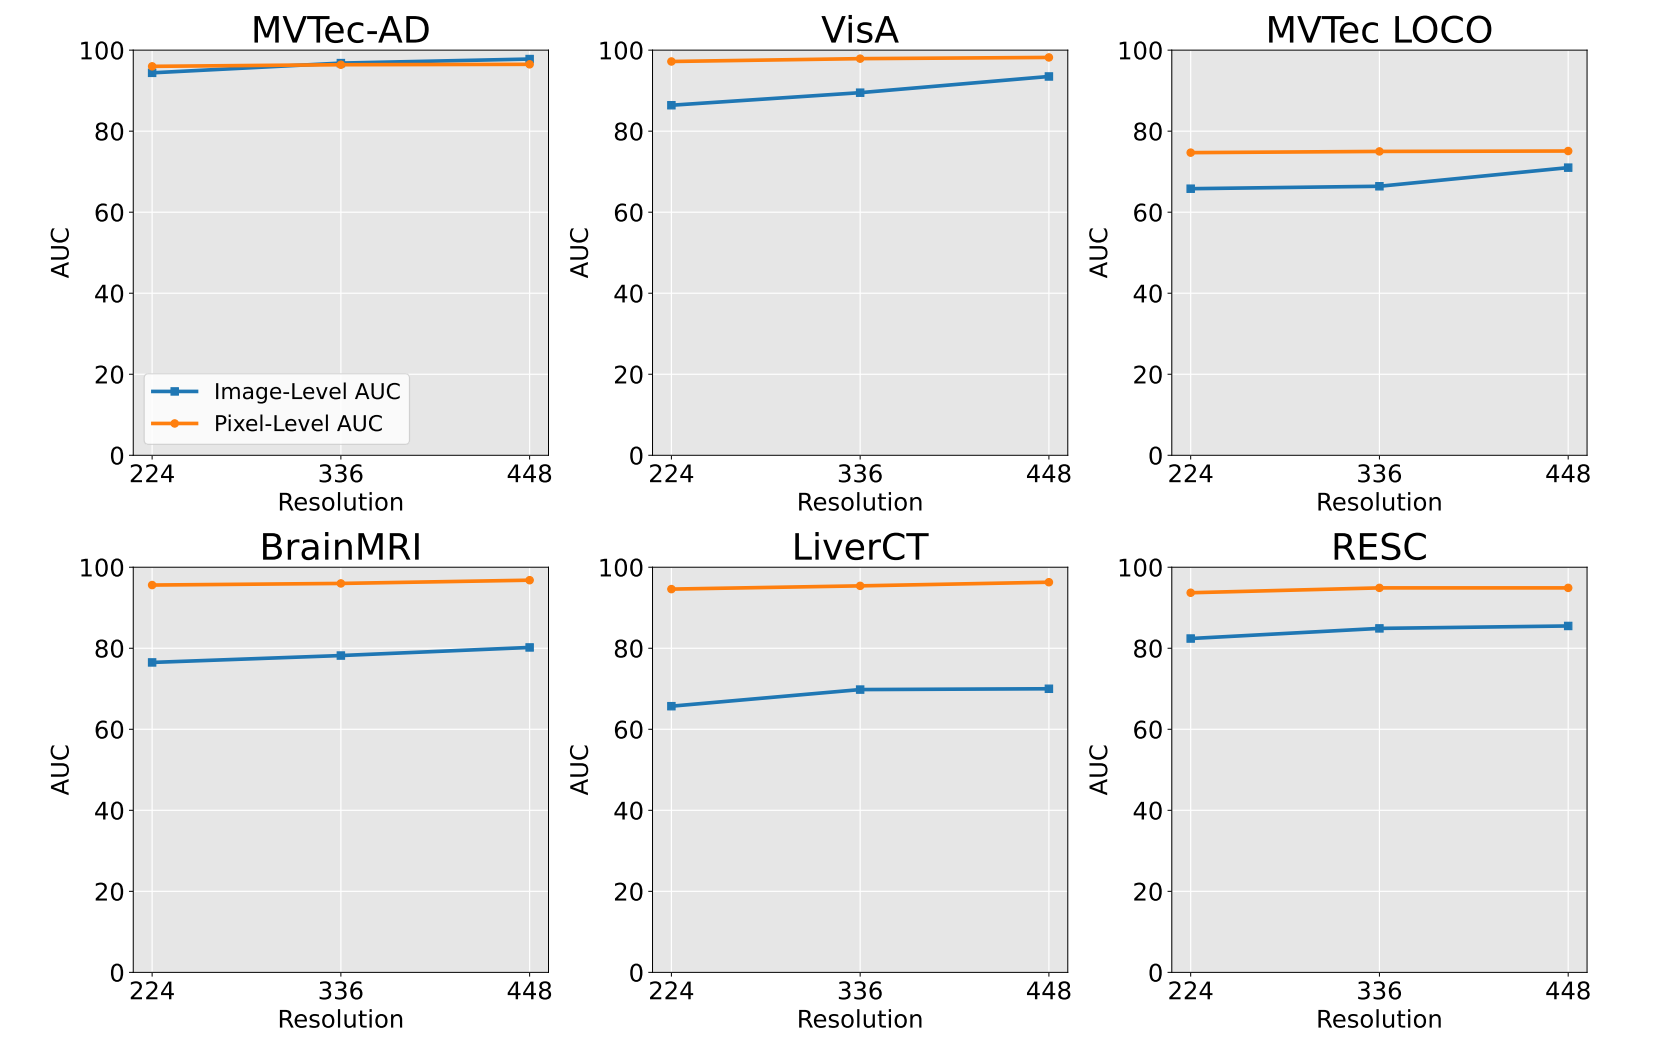 MVTec-AD
100
80
60
40
20
0
AUC
Image-Level AUC
Pixel-Level AUC
224 336 448
Resolution
VisA
100
80
60
40
20
0
AUC
224 336 448
Resolution
MVTec LOCO
100
80
60
40
20
0
AUC
224 336 448
Resolution
BrainMRI
100
80
60
40
20
0
AUC
224 336 448
Resolution
LiverCT
100
80
60
40
20
0
AUC
224 336 448
Resolution
RESC
100
80
60
40
20
0
AUC
224 336 448
Resolution